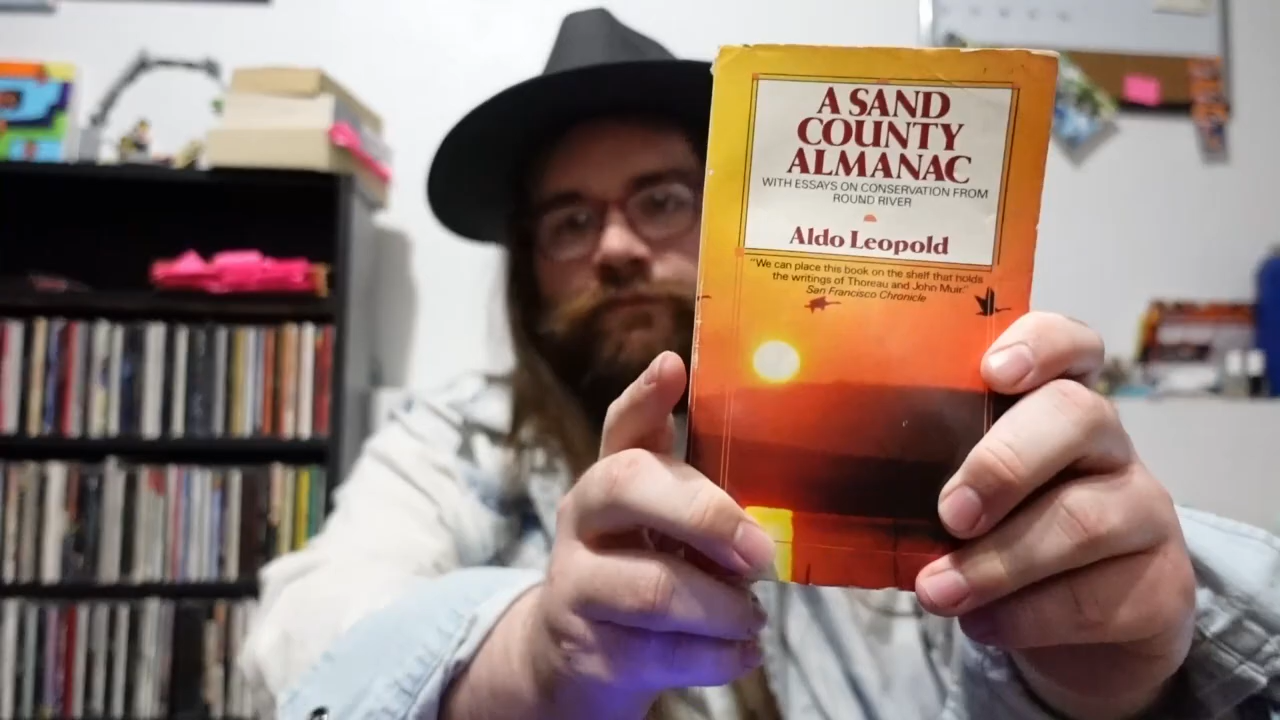 A SAND
COUNTY
ALMANAC
WITH ESSAYS ON CONSERVATION FROM
ROUND RIVER
Aldo Leopold
"We can place this book on the shelf that holds
the writings of Thoreau and John Muir."
San Francisco Chronicle